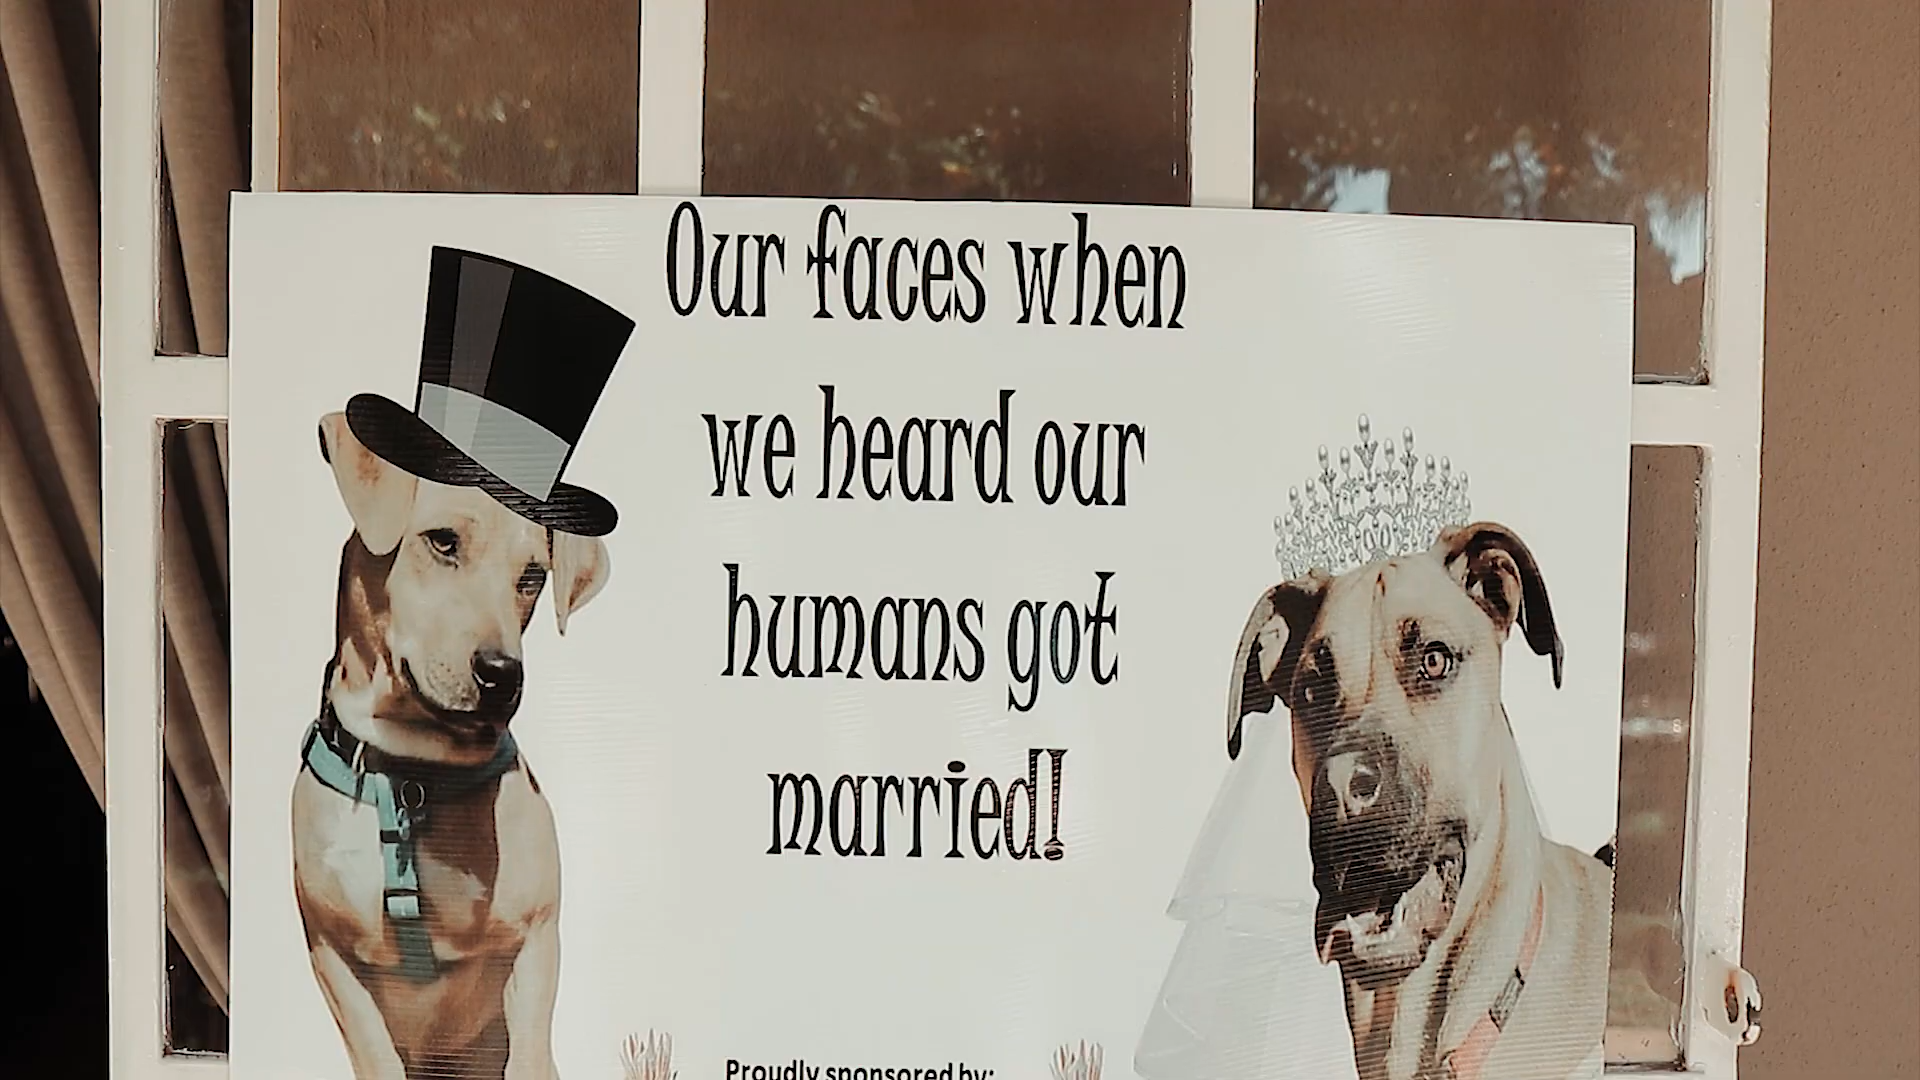 Our faces when
we heard our
humans got
married!
Proudly sponsored by: